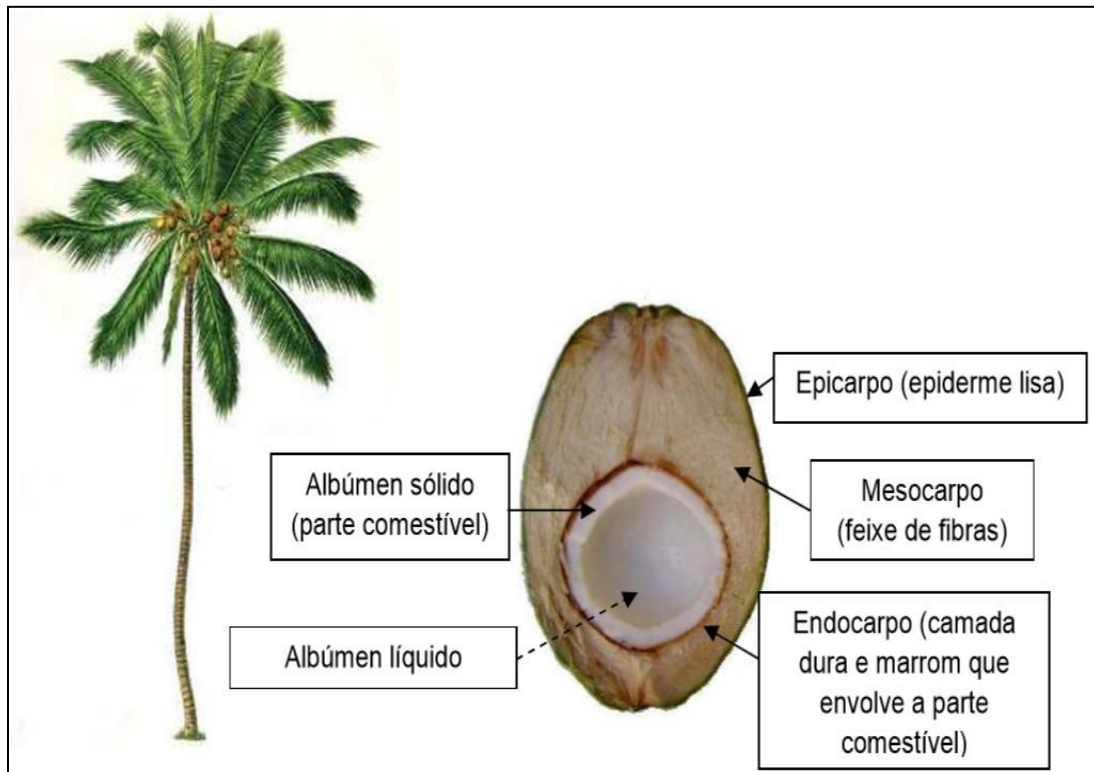 Epicarpo (epiderme lisa)
Albúmen sólido
(parte comestível)
Mesocarpo
(feixe de fibras)
Albúmen líquido
Endocarpo (camada
dura e marrom que
envolve a parte
comestível)